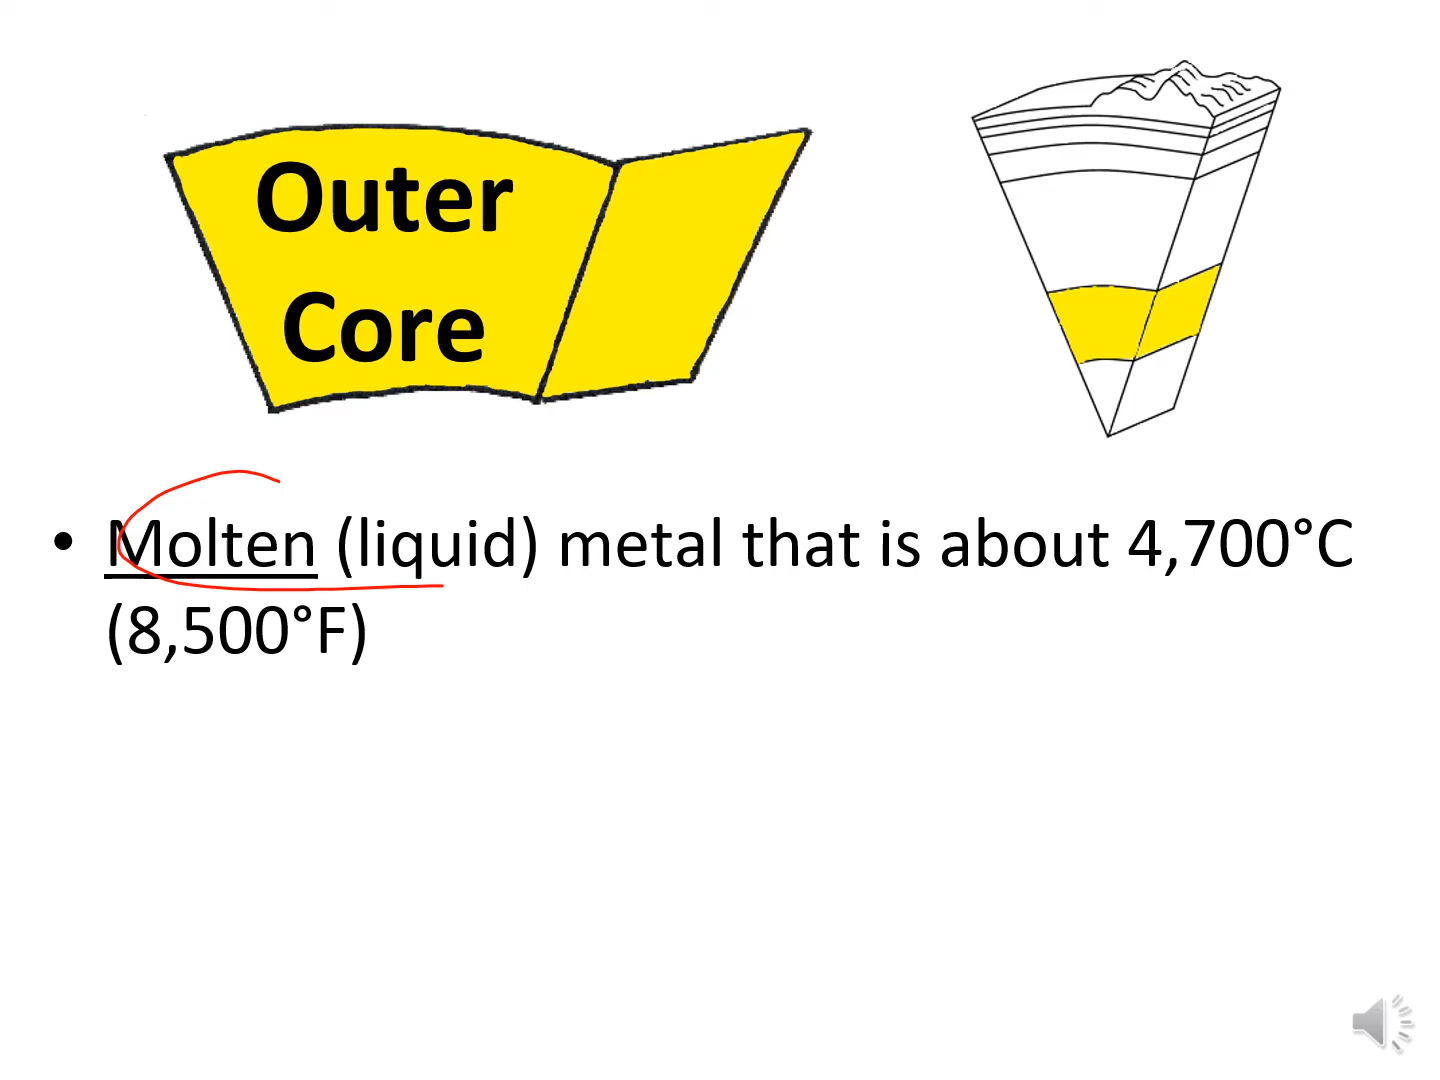 Outer
Core
• Molten (liquid) metal that is about 4,700°C
(8,500°F)